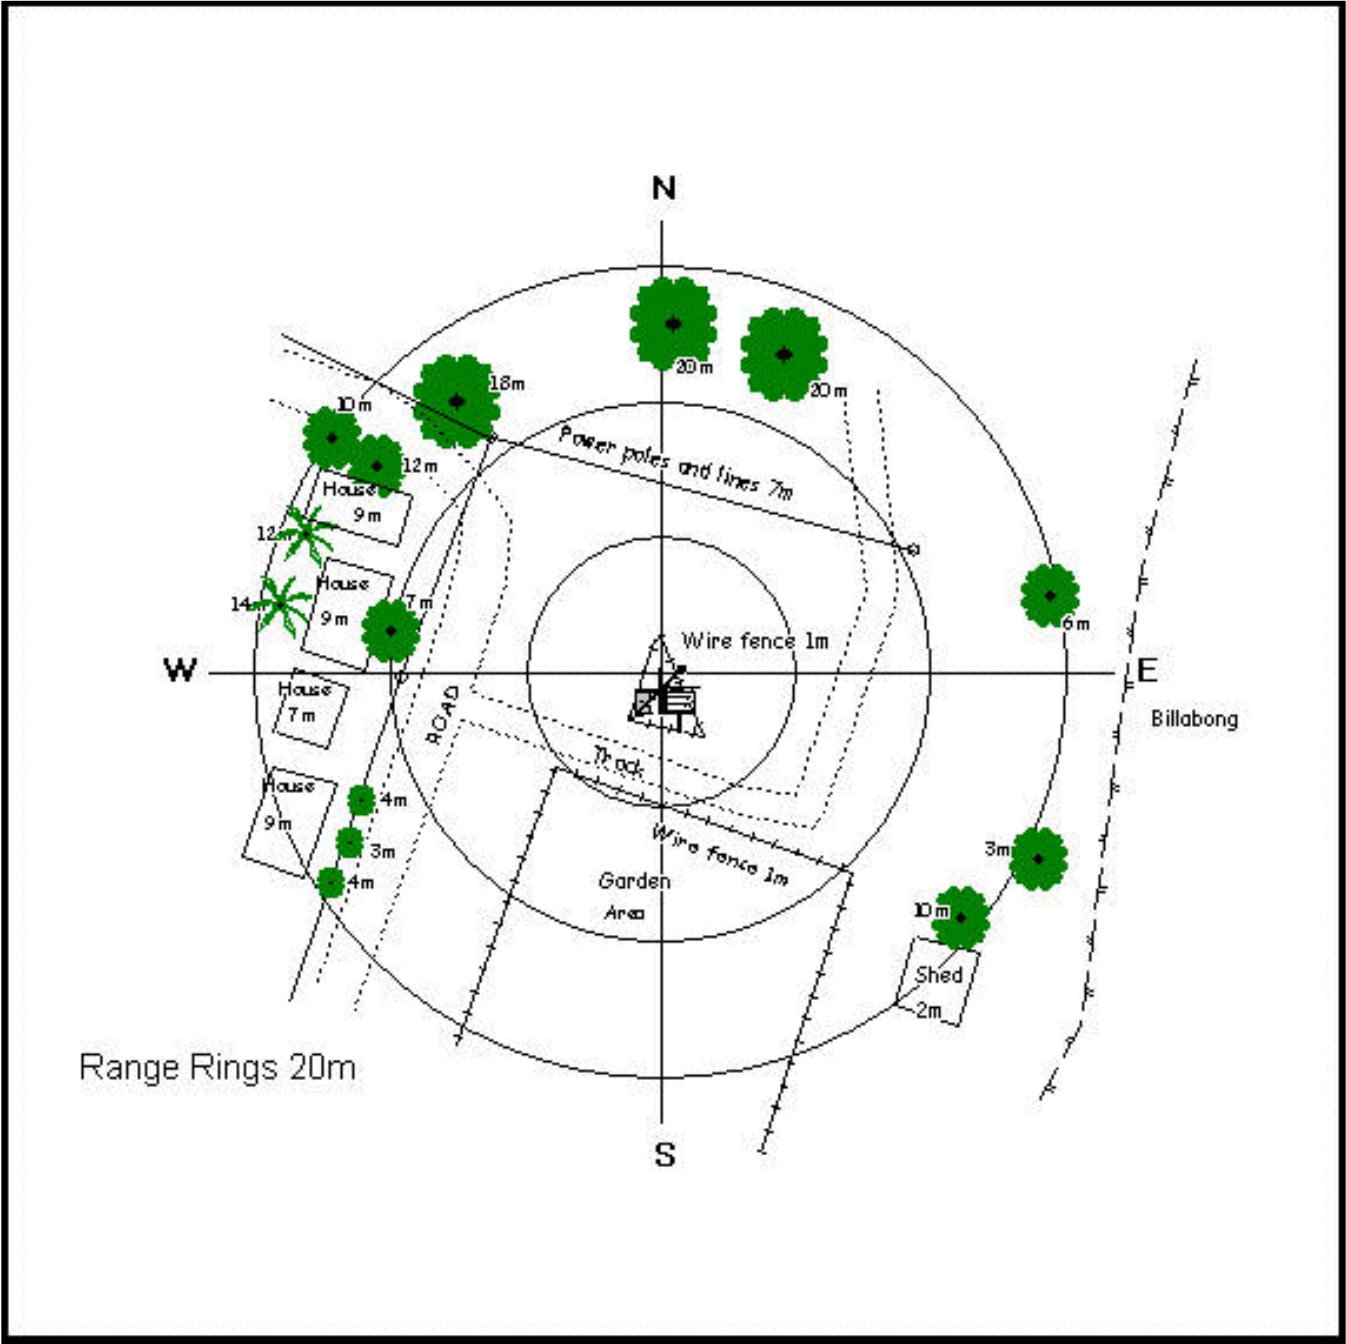 N
18m
20m
20m
10m
12m
Power poles and lines 7m
House
9m
12
House
14
7m
9m
6m
Wire fence 1m
W
E
House
7m
ROAD
Billabong
Track
House
4m
9m
3m
Wire fence 1m
3m
4m
Garden
Area
10m
Shed
2m
Range Rings 20m
S